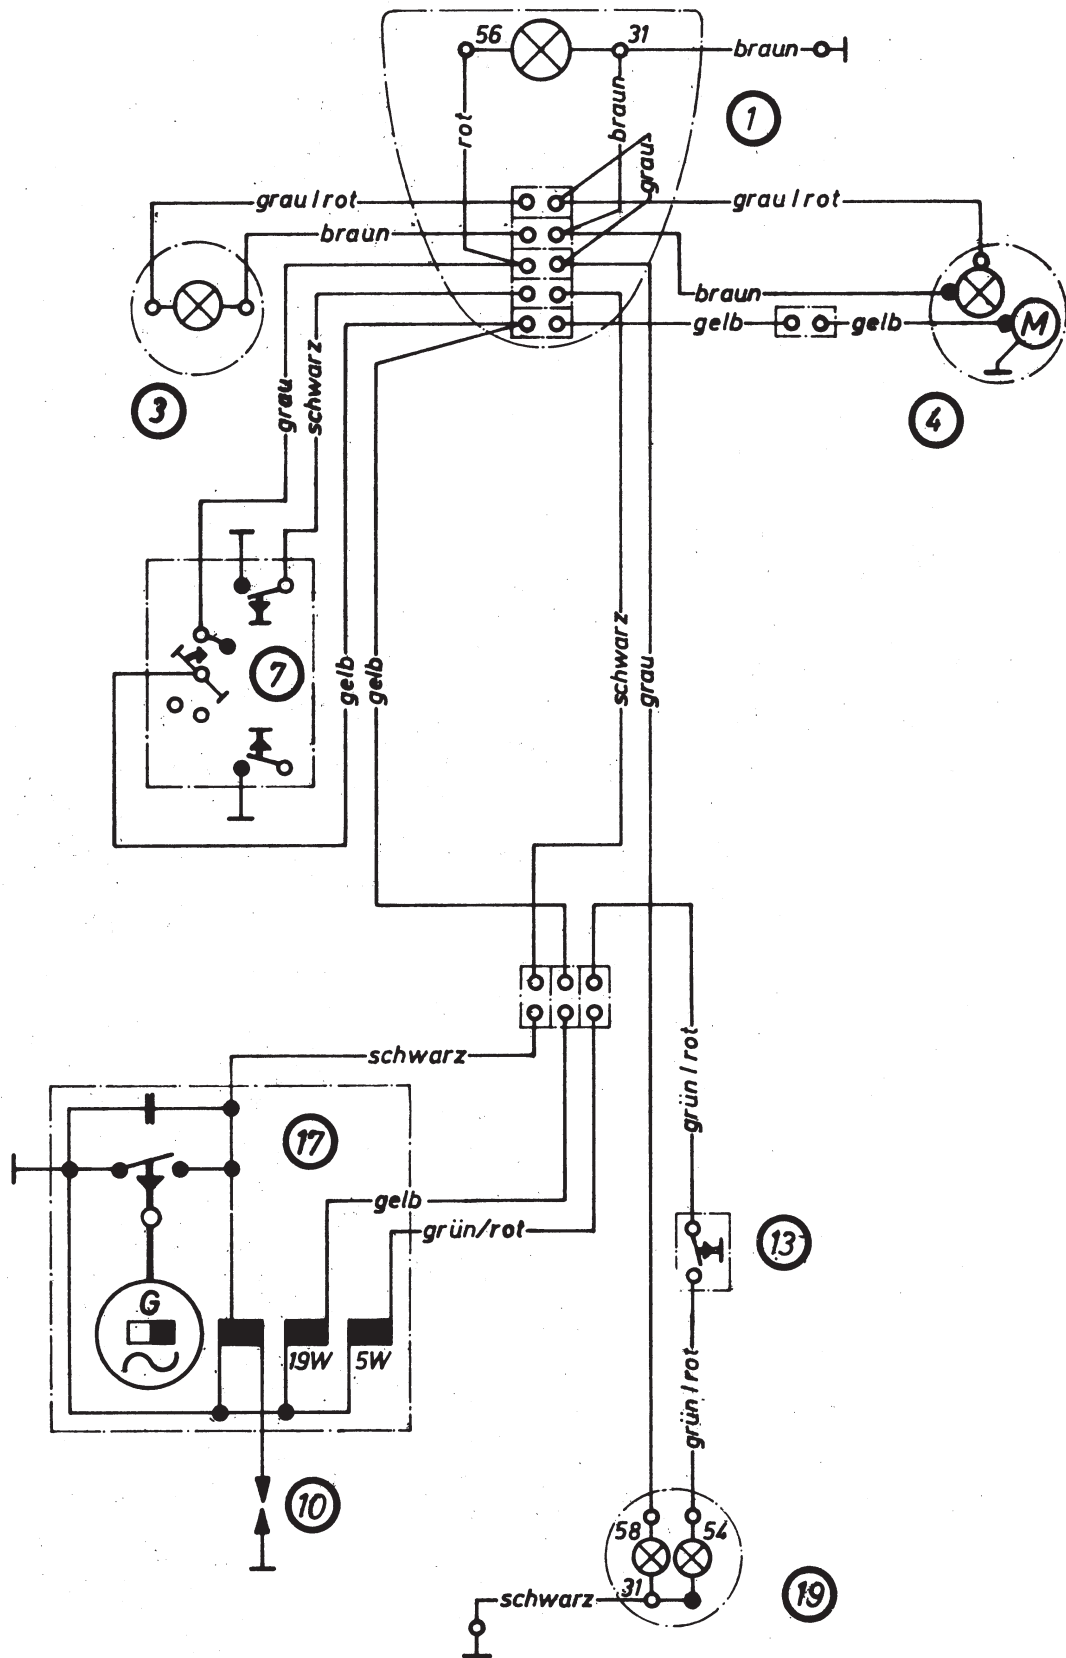 56
31
braun
1
rot
braun
grau
grau/rot
grau/rot
braun
braun
gelb
gelb
M
3
4
grau
schwarz
7
gelb
gelb
schwarz
grau
schwarz
grün/rot
17
gelb
grün/rot
13
G
19W
5W
grün/rot
10
58
54
31
schwarz
19